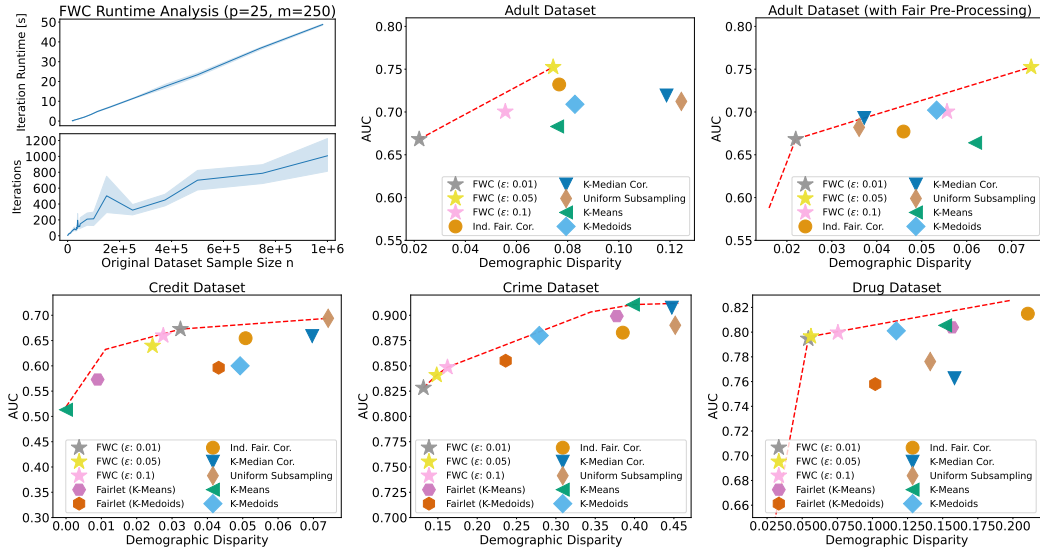 FWC Runtime Analysis (p=25, m=250)
50
40
30
20
10
0
Iteration Runtime [s]
1200
1000
800
600
400
200
0
Iterations
0 2e+5 4e+5 6e+5 8e+5 1e+6
Original Dataset Sample Size n
Adult Dataset
0.80
0.75
0.70
0.65
0.60
0.55
AUC
FWC (ε: 0.01)
FWC (ε: 0.05)
FWC (ε: 0.1)
Ind. Fair. Cor.
K-Median Cor.
Uniform Subsampling
K-Means
K-Medoids
0.02 0.04 0.06 0.08 0.10 0.12
Demographic Disparity
Adult Dataset (with Fair Pre-Processing)
0.80
0.75
0.70
0.65
0.60
0.55
AUC
FWC (ε: 0.01)
FWC (ε: 0.05)
FWC (ε: 0.1)
Ind. Fair. Cor.
K-Median Cor.
Uniform Subsampling
K-Means
K-Medoids
0.02 0.03 0.04 0.05 0.06 0.07
Demographic Disparity
Credit Dataset
0.70
0.65
0.60
0.55
0.50
0.45
0.40
0.35
0.30
AUC
FWC (ε: 0.01)
FWC (ε: 0.05)
FWC (ε: 0.1)
Fairlet (K-Means)
Fairlet (K-Medoids)
Ind. Fair. Cor.
K-Median Cor.
Uniform Subsampling
K-Means
K-Medoids
0.00 0.01 0.02 0.03 0.04 0.05 0.06 0.07
Demographic Disparity
Crime Dataset
0.900
0.875
0.850
0.825
0.800
0.775
0.750
0.725
0.700
AUC
FWC (ε: 0.01)
FWC (ε: 0.05)
FWC (ε: 0.1)
Fairlet (K-Means)
Fairlet (K-Medoids)
Ind. Fair. Cor.
K-Median Cor.
Uniform Subsampling
K-Means
K-Medoids
0.15 0.20 0.25 0.30 0.35 0.40 0.45
Demographic Disparity
Drug Dataset
0.82
0.80
0.78
0.76
0.74
0.72
0.70
0.68
0.66
AUC
FWC (ε: 0.01)
FWC (ε: 0.05)
FWC (ε: 0.1)
Fairlet (K-Means)
Fairlet (K-Medoids)
Ind. Fair. Cor.
K-Median Cor.
Uniform Subsampling
K-Means
K-Medoids
0.025 0.050 0.075 0.100 0.125 0.150 0.175 0.200
Demographic Disparity